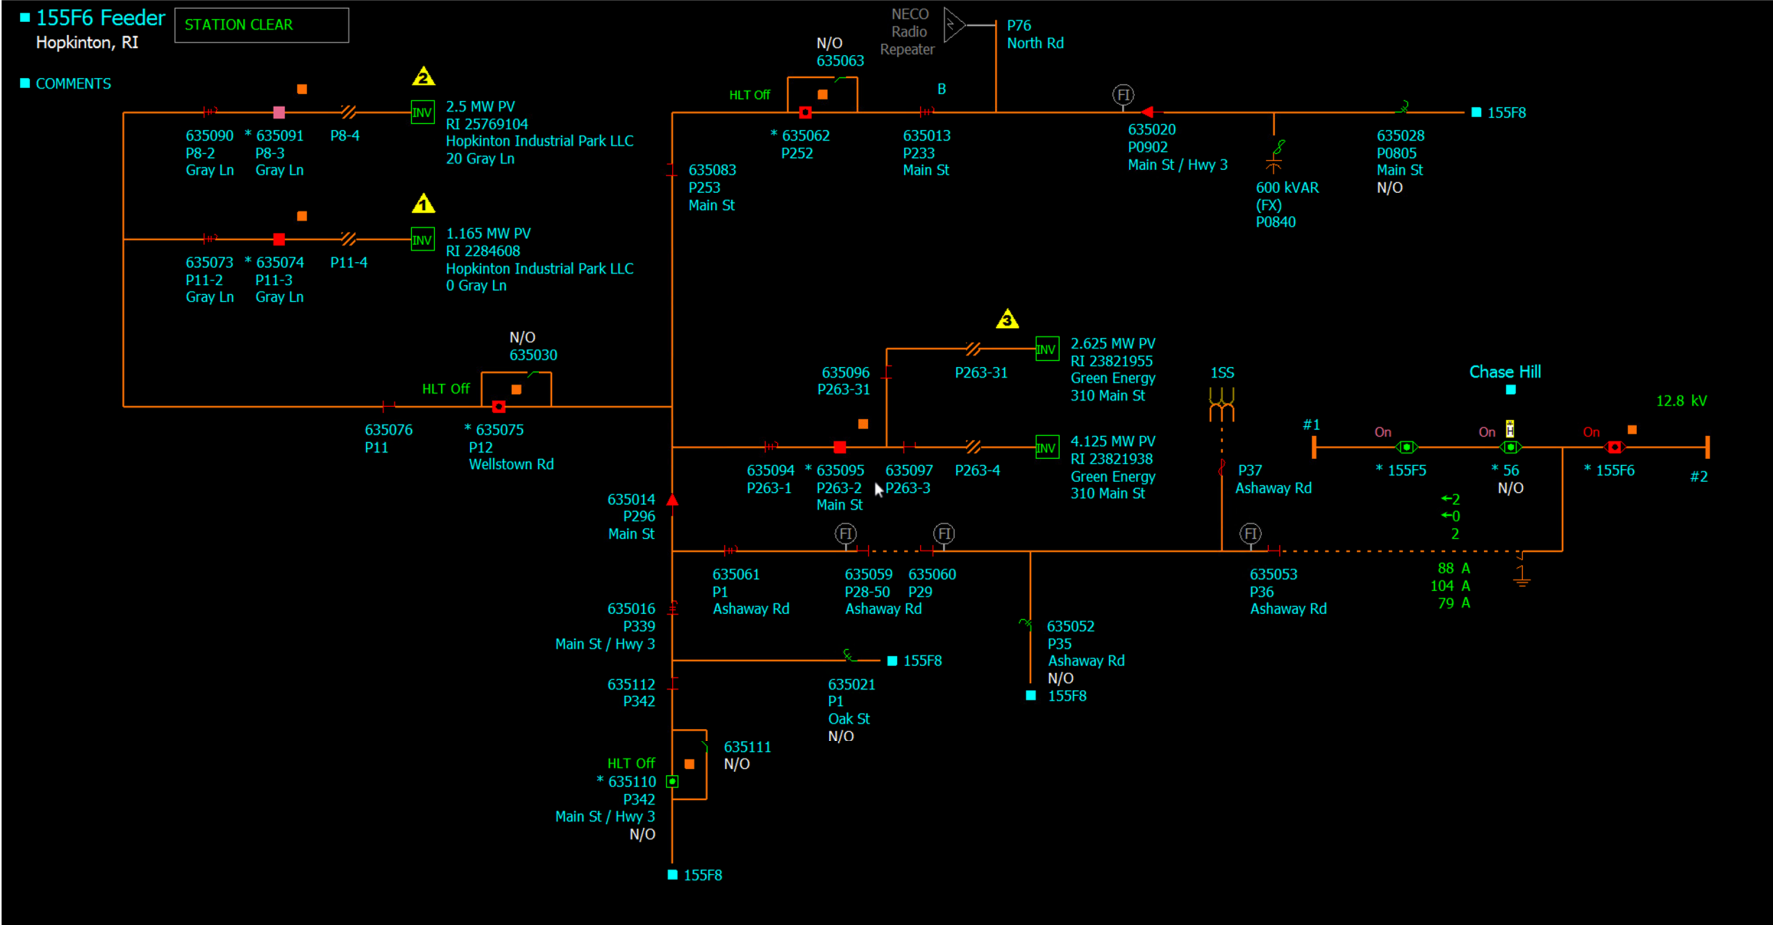 155F6 Feeder
Hopkinton, RI
STATION CLEAR
COMMENTS
NECO
Radio
Repeater
P76
North Rd
N/O
635063
HLT Off
B
* 635062
P252
635013
P233
Main St
FI
635020
P0902
Main St / Hwy 3
635028
P0805
Main St
N/O
155F8
600 kVAR
(FX)
P0840
635083
P253
Main St
2
INV
2.5 MW PV
RI 25769104
Hopkinton Industrial Park LLC
20 Gray Ln
635090
P8-2
Gray Ln
* 635091
P8-3
Gray Ln
P8-4
1
INV
1.165 MW PV
RI 2284608
Hopkinton Industrial Park LLC
0 Gray Ln
635073
P11-2
Gray Ln
* 635074
P11-3
Gray Ln
P11-4
N/O
635030
HLT Off
635076
P11
* 635075
P12
Wellstown Rd
3
INV
2.625 MW PV
RI 23821955
Green Energy
310 Main St
635096
P263-31
P263-31
INV
4.125 MW PV
RI 23821938
Green Energy
310 Main St
635094
P263-1
* 635095
P263-2
Main St
635097
P263-3
P263-4
1SS
P37
Ashaway Rd
Chase Hill
12.8 kV
#1
On
* 155F5
On
H
* 56
N/O
On
* 155F6
#2
2
0
2
88 A
104 A
79 A
635014
P296
Main St
635061
P1
Ashaway Rd
FI
635059
P28-50
Ashaway Rd
FI
635060
P29
FI
635053
P36
Ashaway Rd
635016
P339
Main St / Hwy 3
635052
P35
Ashaway Rd
N/O
155F8
155F8
635021
P1
Oak St
N/O
635112
P342
635111
N/O
HLT Off
* 635110
P342
Main St / Hwy 3
N/O
155F8